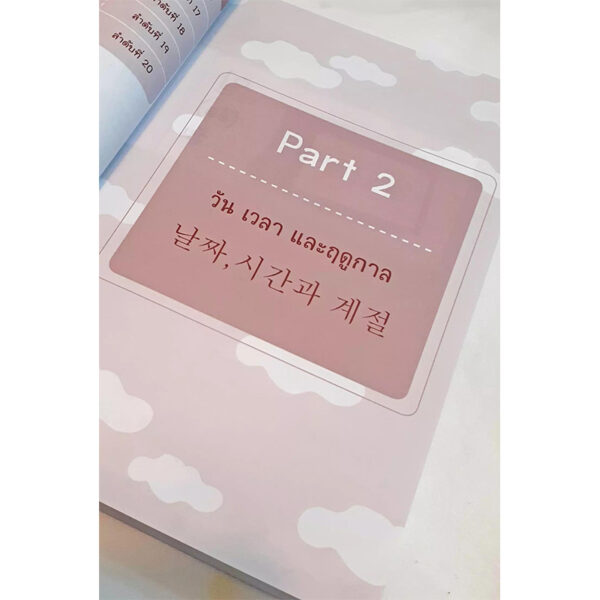 ลำดับที่ 18
ลำดับที่ 19
ลำดับที่ 20
Part 2
วัน เวลา และฤดูกาล
날짜, 시간과 계절